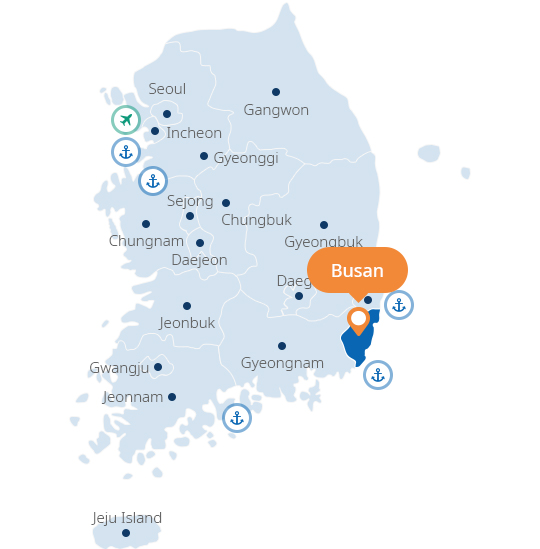 Seoul
Gangwon
Incheon
Gyeonggi
Sejong
Chungbuk
Chungnam
Gyeongbuk
Daejeon
Busan
Daeg
Jeonbuk
Gyeongnam
Gwangju
Jeonnam
Jeju Island